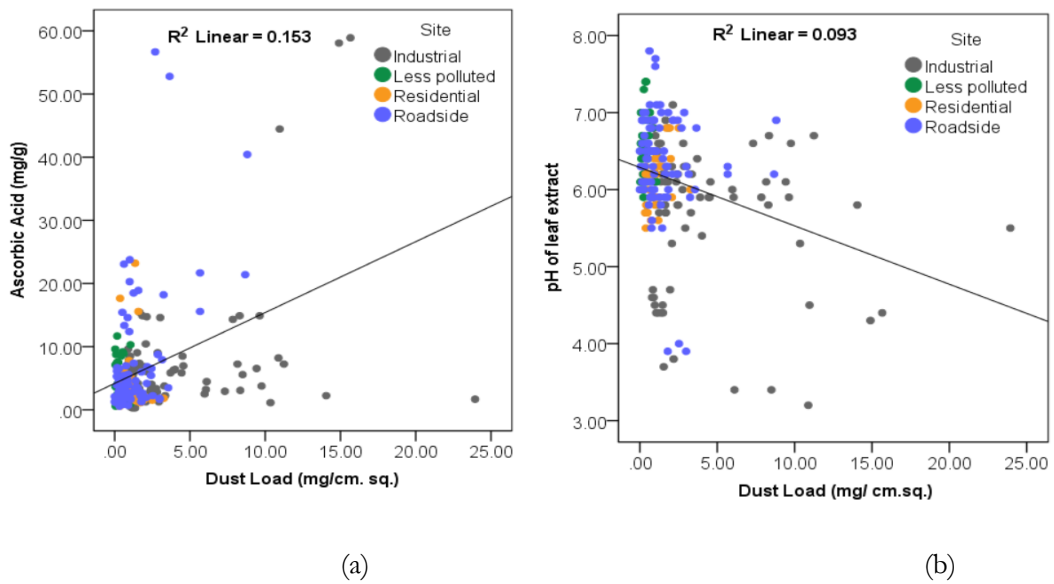 R² Linear = 0.153
Site
Industrial
Less polluted
Residential
Roadside
60.00
50.00
40.00
30.00
20.00
10.00
.00
Ascorbic Acid (mg/g)
.00 5.00 10.00 15.00 20.00 25.00
Dust Load (mg/cm. sq.)
(a)
R² Linear = 0.093
Site
Industrial
Less polluted
Residential
Roadside
8.00
7.00
6.00
5.00
4.00
3.00
pH of leaf extract
.00 5.00 10.00 15.00 20.00 25.00
Dust Load (mg/ cm.sq.)
(b)